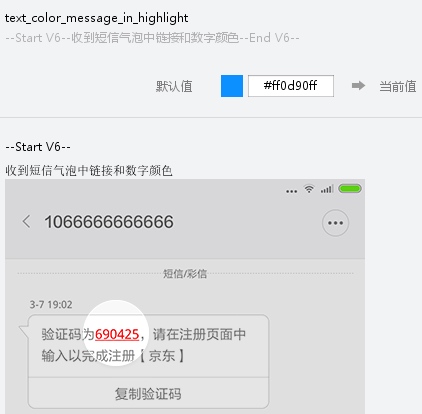 text_color_message_in_highlight
--Start V6--收到短信气泡中链接和数字颜色--End V6--
默认值 #ff0d90ff 当前值
--Start V6--
收到短信气泡中链接和数字颜色
1066666666666
短信/彩信
3-7 19:02
验证码为690425，请在注册页面中
输入以完成注册【京东】
复制验证码